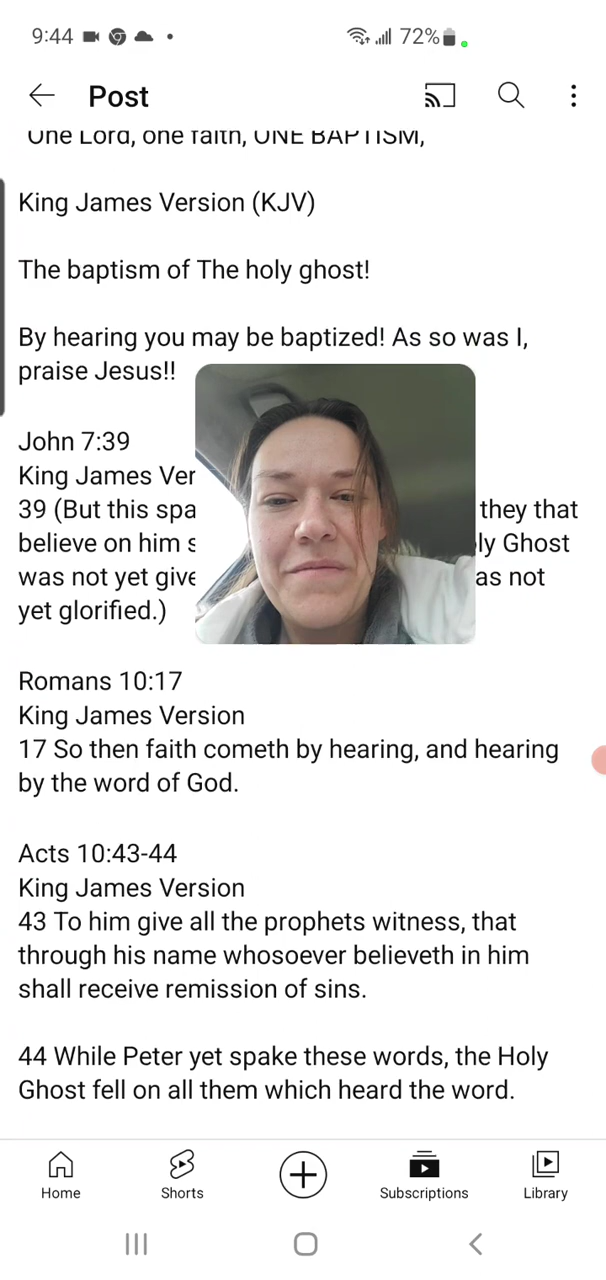 9:44
72%
Post
One Lord, one faith, ONE BAPTISM,
King James Version (KJV)
The baptism of The holy ghost!
By hearing you may be baptized! As so was I,
praise Jesus!!
John 7:39
King James Ver
39 (But this spa they that
believe on him s ly Ghost
was not yet give as not
yet glorified.)
Romans 10:17
King James Version
17 So then faith cometh by hearing, and hearing
by the word of God.
Acts 10:43-44
King James Version
43 To him give all the prophets witness, that
through his name whosoever believeth in him
shall receive remission of sins.
44 While Peter yet spake these words, the Holy
Ghost fell on all them which heard the word.
Home Shorts Subscriptions Library